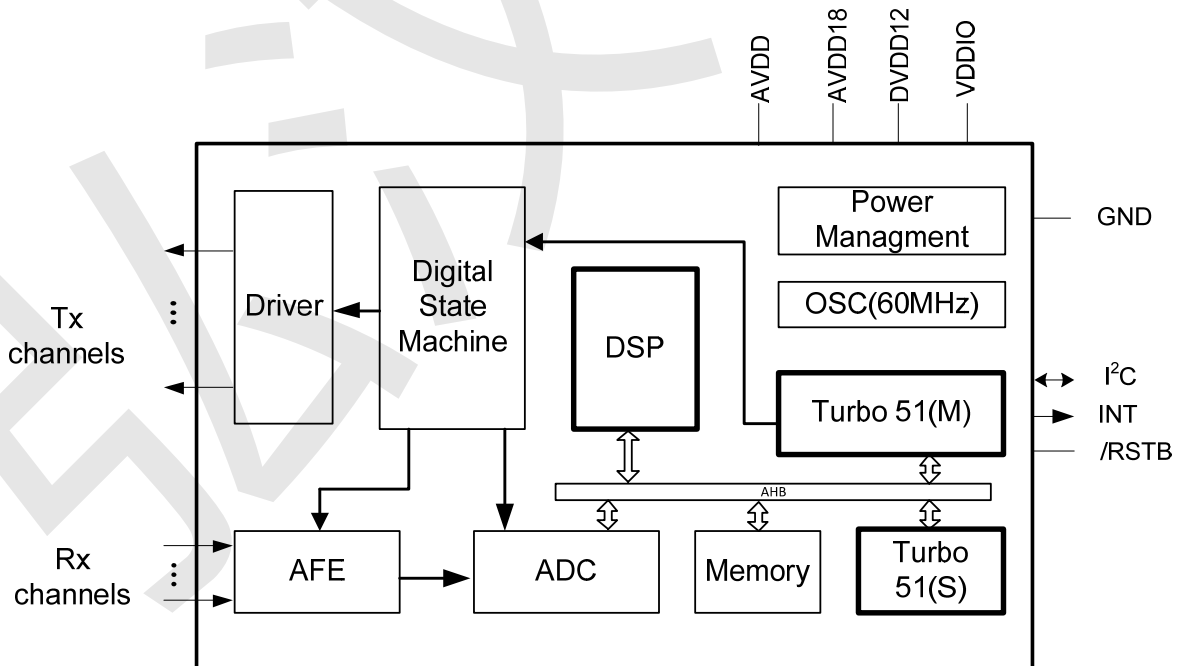 AVDD
AVDD18
DVDD12
VDDIO
Power
Managment
GND
Digital
State
Machine
Driver
OSC(60MHz)
Tx
channels
DSP
I²C
Turbo 51(M)
INT
/RSTB
AHB
Rx
channels
AFE
ADC
Memory
Turbo
51(S)